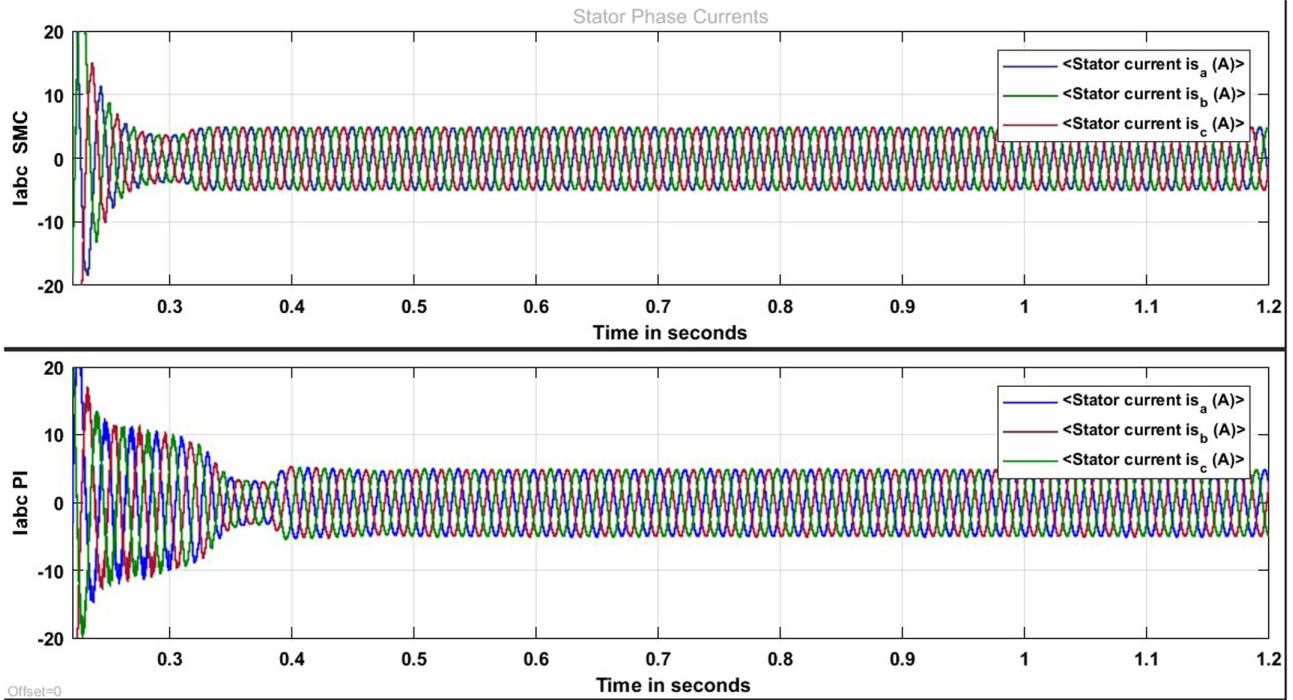 Stator Phase Currents
20
10
0
-10
-20
Iabc SMC
<Stator current is_a (A)>
<Stator current is_b (A)>
<Stator current is_c (A)>
0.3 0.4 0.5 0.6 0.7 0.8 0.9 1 1.1 1.2
Time in seconds
20
10
0
-10
-20
Iabc PI
<Stator current is_a (A)>
<Stator current is_b (A)>
<Stator current is_c (A)>
0.3 0.4 0.5 0.6 0.7 0.8 0.9 1 1.1 1.2
Time in seconds
Offset=0